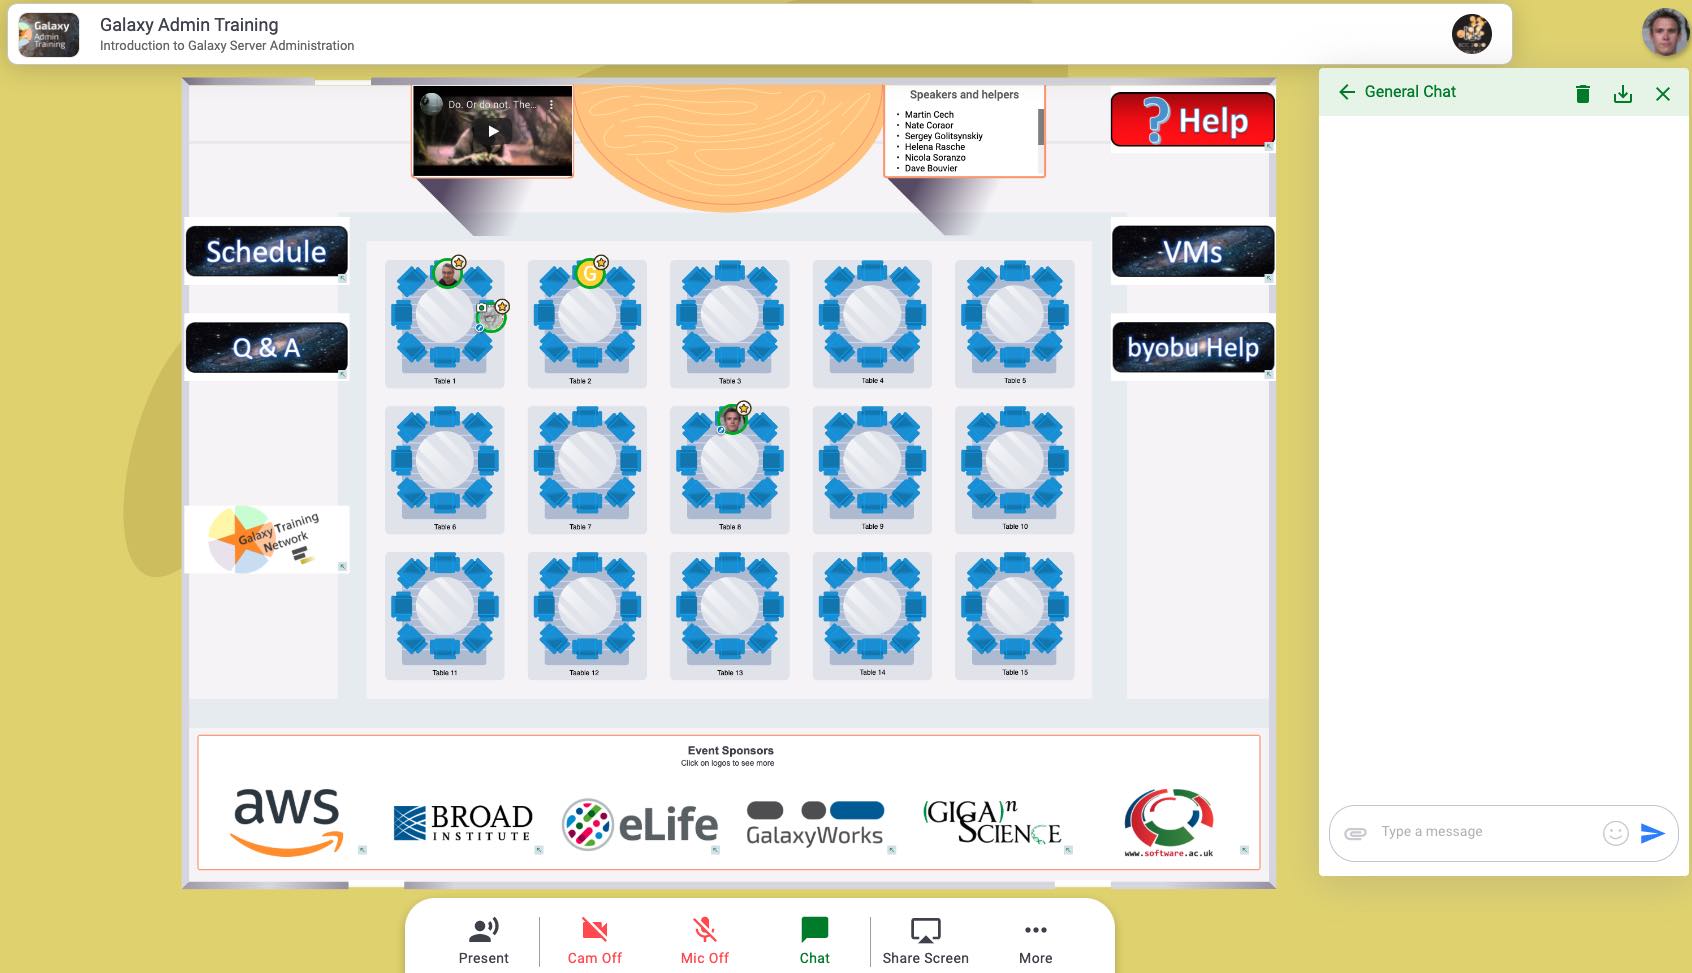 Galaxy
Admin
Training
Galaxy Admin Training
Introduction to Galaxy Server Administration
General Chat
Do. Or do not. The...
Speakers and helpers
• Martin Cech
• Nate Coraor
• Sergey Golitsynskiy
• Helena Rasche
• Nicola Soranzo
• Dave Bouvier
Help
Schedule
VMs
Q & A
byobu Help
G
Table 1
Table 2
Table 3
Table 4
Table 5
Table 6
Table 7
Table 8
Table 9
Table 10
Galaxy Training
Network
Table 11
Taable 12
Table 13
Table 14
Table 15
Event Sponsors
Click on logos to see more
aws
BROAD
INSTITUTE
eLife
GalaxyWorks
(GIGA)n
SCIENCE
www.software.ac.uk
Type a message
Present
Cam Off
Mic Off
Chat
Share Screen
More